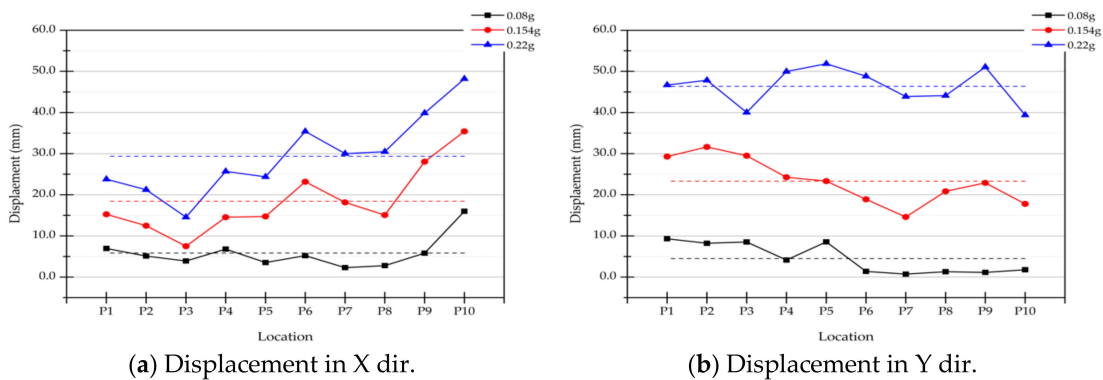 0.08g
0.154g
0.22g
60.0
50.0
40.0
30.0
20.0
10.0
0.0
Displaement (mm)
P1 P2 P3 P4 P5 P6 P7 P8 P9 P10
Location
(a) Displacement in X dir.
0.08g
0.154g
0.22g
60.0
50.0
40.0
30.0
20.0
10.0
0.0
Displaement (mm)
P1 P2 P3 P4 P5 P6 P7 P8 P9 P10
Location
(b) Displacement in Y dir.